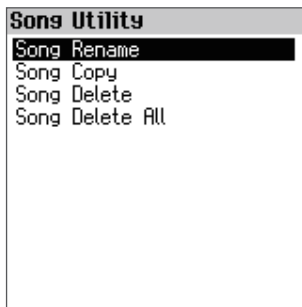 Song Utility
Song Rename
Song Copy
Song Delete
Song Delete All